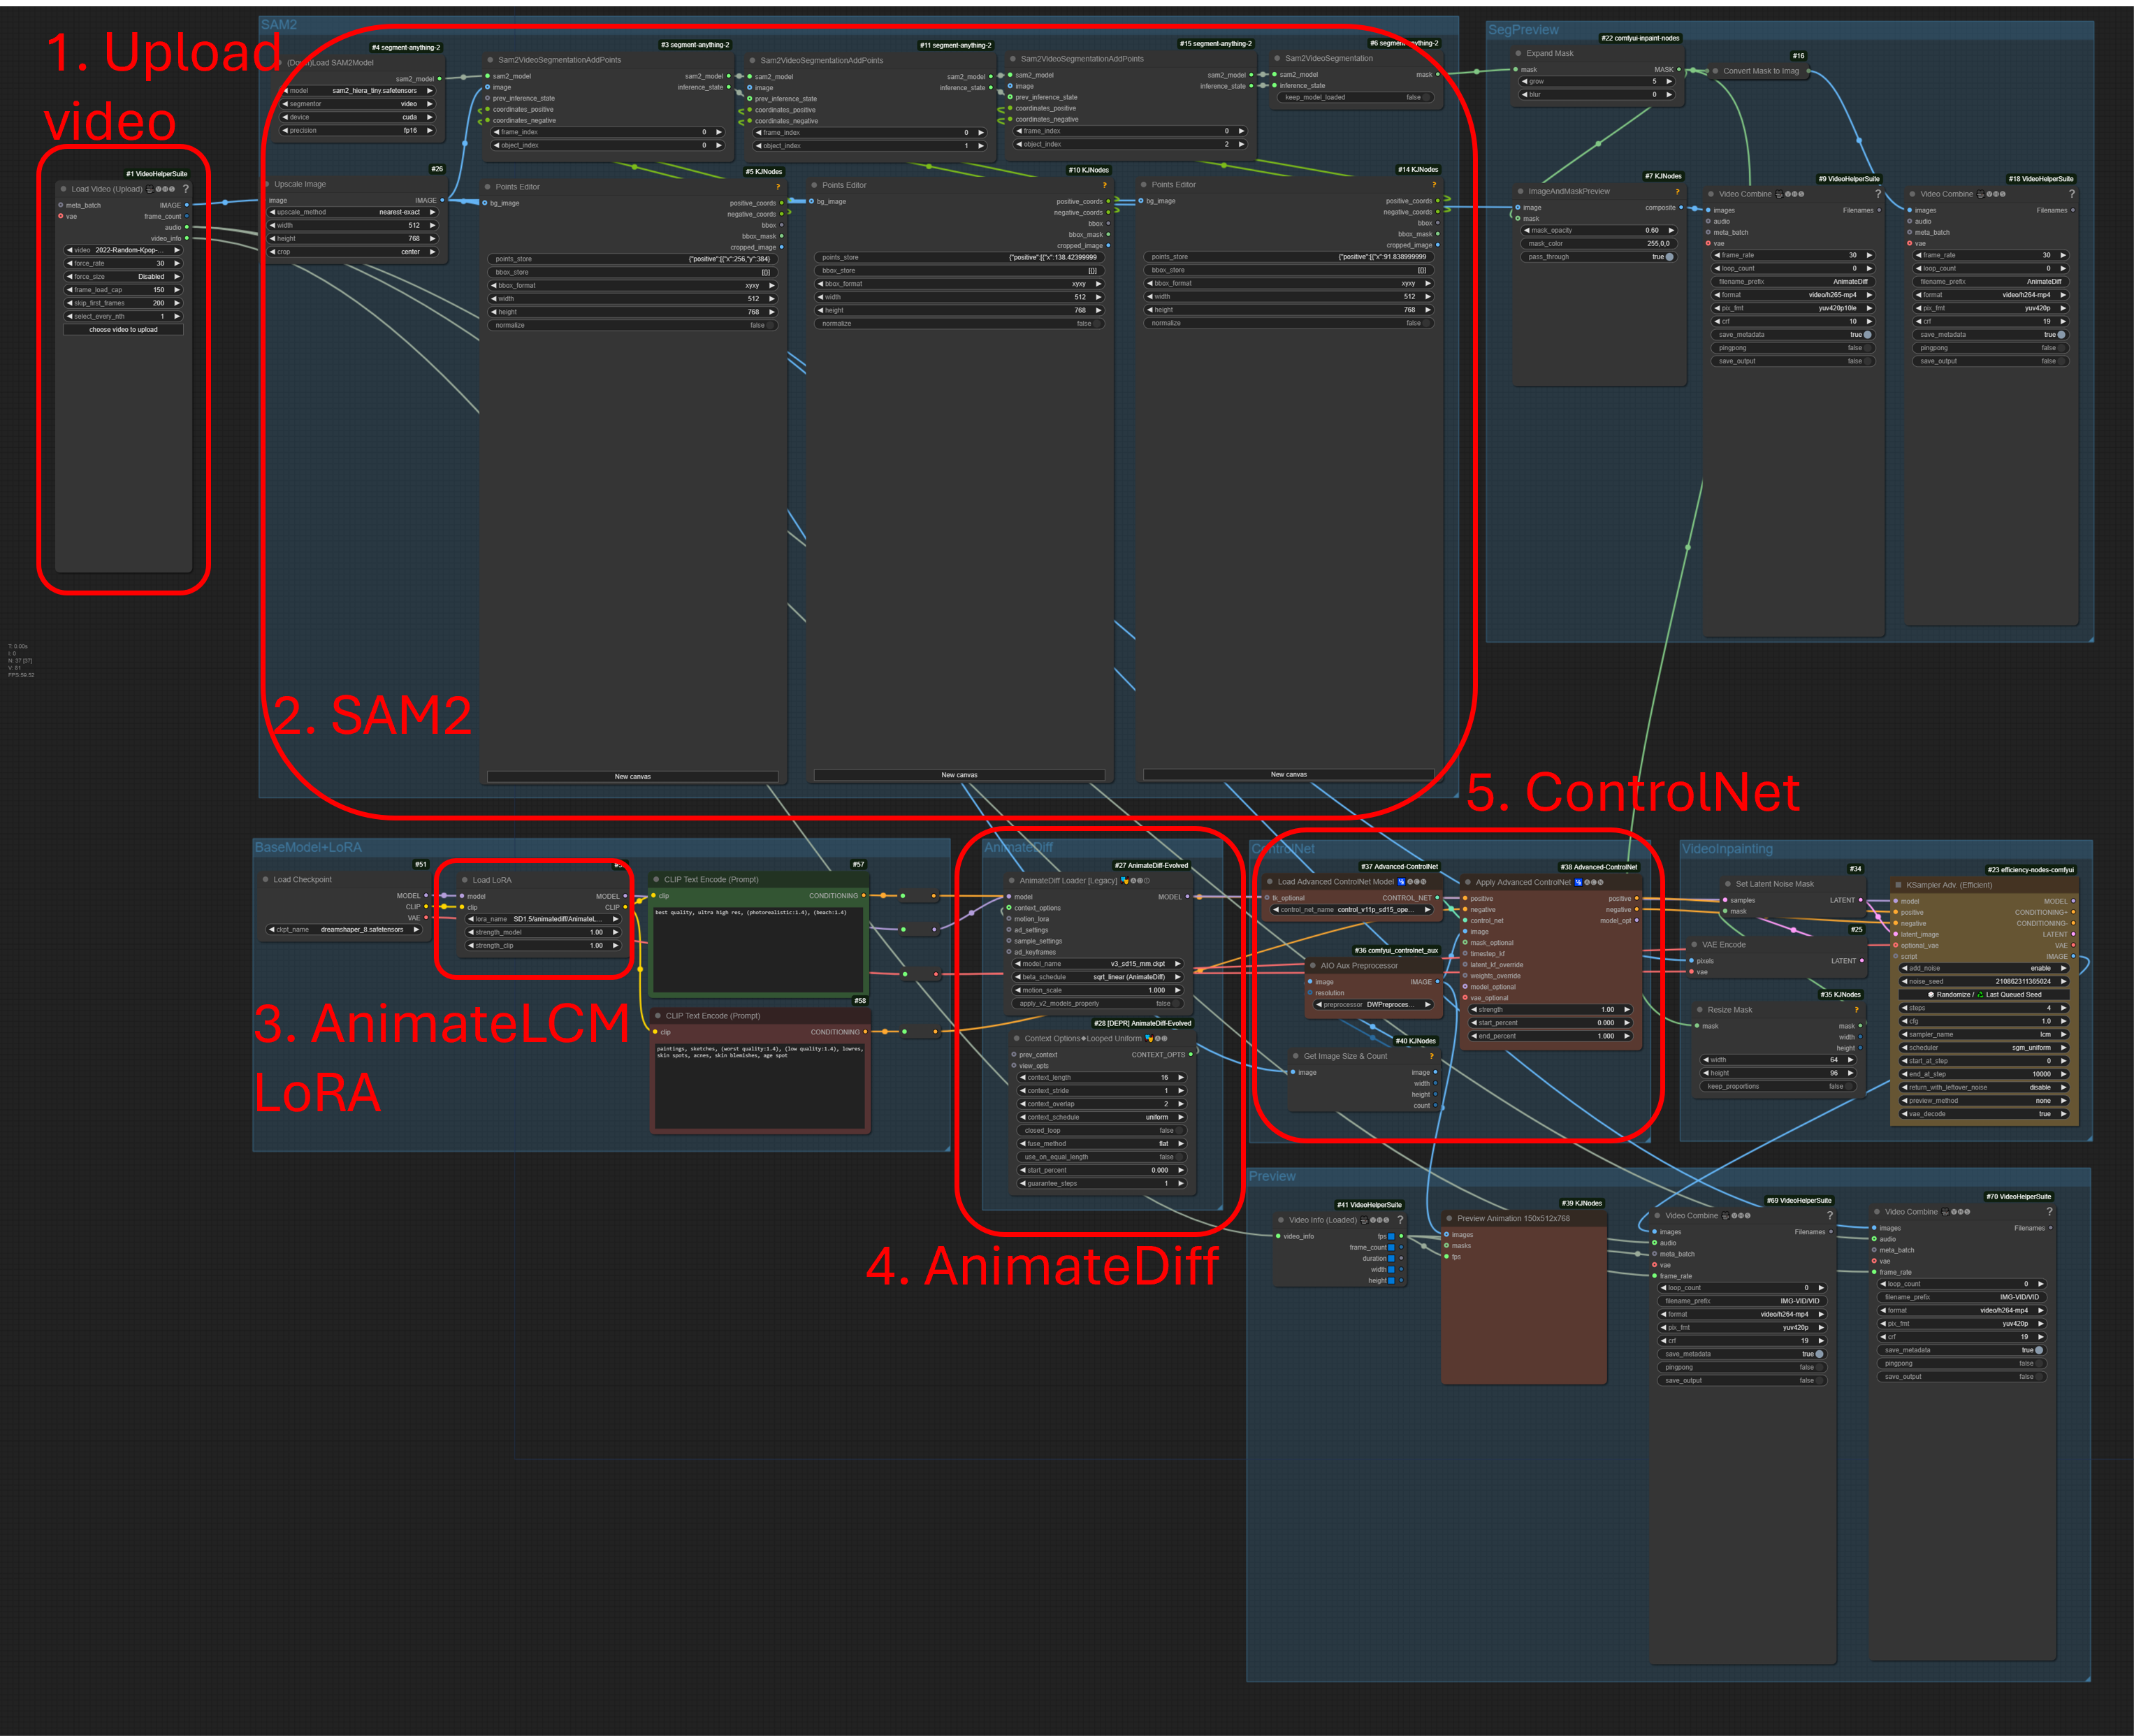 1. Upload
video
#1 VideoHelperSuite
Load Video (Upload) ?
meta_batch IMAGE
vae frame_count
audio
video_info
video 2022-Random-Kpop-...
force_rate 30
force_size Disabled
frame_load_cap 150
skip_first_frames 200
select_every_nth 1
choose video to upload
T: 0.00s
I: 0
N: 37 [37]
V: 81
FPS:59.52
SAM2
2. SAM2
#4 segment-anything-2
(Down)Load SAM2Model
sam2_model
model sam2_hiera_tiny.safetensors
segmentor video
device cuda
precision fp16
#26
Upscale Image
image IMAGE
upscale_method nearest-exact
width 512
height 768
crop center
#3 segment-anything-2
Sam2VideoSegmentationAddPoints
sam2_model sam2_model
image inference_state
prev_inference_state
coordinates_positive
coordinates_negative
frame_index 0
object_index 0
#11 segment-anything-2
Sam2VideoSegmentationAddPoints
sam2_model sam2_model
image inference_state
prev_inference_state
coordinates_positive
coordinates_negative
frame_index 0
object_index 1
#15 segment-anything-2
Sam2VideoSegmentationAddPoints
sam2_model sam2_model
image inference_state
prev_inference_state
coordinates_positive
coordinates_negative
frame_index 0
object_index 2
#6 segment-anything-2
Sam2VideoSegmentation
sam2_model mask
inference_state
keep_model_loaded false
#5 KJNodes
Points Editor ?
bg_image positive_coords
negative_coords
bbox
bbox_mask
cropped_image
points_store {"positive":[{"x":256,"y":384}
bbox_store [{}]
bbox_format xyxy
width 512
height 768
normalize false
New canvas
#10 KJNodes
Points Editor ?
bg_image positive_coords
negative_coords
bbox
bbox_mask
cropped_image
points_store {"positive":[{"x":138.42399999
bbox_store [{}]
bbox_format xyxy
width 512
height 768
normalize false
New canvas
#14 KJNodes
Points Editor ?
bg_image positive_coords
negative_coords
bbox
bbox_mask
cropped_image
points_store {"positive":[{"x":91.838999999
bbox_store [{}]
bbox_format xyxy
width 512
height 768
normalize false
New canvas
SegPreview
#22 comfyui-inpaint-nodes
Expand Mask
mask MASK
grow 5
blur 0
#16
Convert Mask to Imag
#7 KJNodes
ImageAndMaskPreview ?
image composite
mask
mask_opacity 0.60
mask_color 255,0,0
pass_through true
#9 VideoHelperSuite
Video Combine ?
images Filenames
audio
meta_batch
vae
frame_rate 30
loop_count 0
filename_prefix AnimateDiff
format video/h265-mp4
pix_fmt yuv420p10le
crf 10
save_metadata true
pingpong false
save_output false
#18 VideoHelperSuite
Video Combine ?
images Filenames
audio
meta_batch
vae
frame_rate 30
loop_count 0
filename_prefix AnimateDiff
format video/h264-mp4
pix_fmt yuv420p
crf 19
save_metadata true
pingpong false
save_output false
BaseModel+LoRA
3. AnimateLCM
LoRA
#51
Load Checkpoint
MODEL
CLIP
VAE
ckpt_name dreamshaper_8.safetensors
Load LoRA
model MODEL
clip CLIP
lora_name SD1.5/animatediff/AnimateL...
strength_model 1.00
strength_clip 1.00
#57
CLIP Text Encode (Prompt)
clip CONDITIONING
best quality, ultra high res, (photorealistic:1.4), (beach:1.4)
#58
CLIP Text Encode (Prompt)
clip CONDITIONING
paintings, sketches, (worst quality:1.4), (low quality:1.4), lowres,
skin spots, acnes, skin blemishes, age spot
AnimateDiff
4. AnimateDiff
#27 AnimateDiff-Evolved
AnimateDiff Loader [Legacy]
model MODEL
context_options
motion_lora
ad_settings
sample_settings
ad_keyframes
model_name v3_sd15_mm.ckpt
beta_schedule sqrt_linear (AnimateDiff)
motion_scale 1.000
apply_v2_models_properly false
#28 [DEPR] AnimateDiff-Evolved
Context Options◆Looped Uniform
prev_context CONTEXT_OPTS
view_opts
context_length 16
context_stride 1
context_overlap 2
context_schedule uniform
closed_loop false
fuse_method flat
use_on_equal_length false
start_percent 0.000
guarantee_steps 1
5. ControlNet
ControlNet
#37 Advanced-ControlNet
Load Advanced ControlNet Model
tk_optional CONTROL_NET
control_net_name control_v11p_sd15_ope...
#36 comfyui_controlnet_aux
AIO Aux Preprocessor
image IMAGE
resolution
preprocessor DWPreproces...
#40 KJNodes
Get Image Size & Count ?
image image
width
height
count
#38 Advanced-ControlNet
Apply Advanced ControlNet
positive positive
negative negative
control_net model_opt
image
mask_optional
timestep_kf
latent_kf_override
weights_override
model_optional
vae_optional
strength 1.00
start_percent 0.000
end_percent 1.000
VideoInpainting
#34
Set Latent Noise Mask
samples LATENT
mask
#25
VAE Encode
pixels LATENT
vae
#35 KJNodes
Resize Mask ?
mask mask
width
height
width 64
height 96
keep_proportions false
#23 efficiency-nodes-comfyui
KSampler Adv. (Efficient)
model MODEL
positive CONDITIONING+
negative CONDITIONING-
latent_image LATENT
optional_vae VAE
script IMAGE
add_noise enable
noise_seed 210862311365024
Randomize / Last Queued Seed
steps 4
cfg 1.0
sampler_name lcm
scheduler sgm_uniform
start_at_step 0
end_at_step 10000
return_with_leftover_noise disable
preview_method none
vae_decode true
Preview
#41 VideoHelperSuite
Video Info (Loaded) ?
video_info fps
frame_count
duration
width
height
#39 KJNodes
Preview Animation 150x512x768
images
masks
fps
#69 VideoHelperSuite
Video Combine ?
images Filenames
audio
meta_batch
vae
frame_rate
loop_count 0
filename_prefix IMG-VID/VID
format video/h264-mp4
pix_fmt yuv420p
crf 19
save_metadata true
pingpong false
save_output false
#70 VideoHelperSuite
Video Combine ?
images Filenames
audio
meta_batch
vae
frame_rate
loop_count 0
filename_prefix IMG-VID/VID
format video/h264-mp4
pix_fmt yuv420p
crf 19
save_metadata true
pingpong false
save_output false